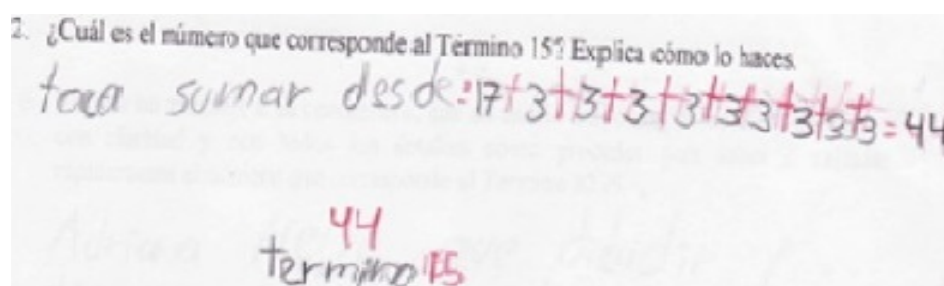 2. ¿Cuál es el número que corresponde al Término 15? Explica cómo lo haces.
toca sumar desde:17+3+3+3+3+3+3+3+3+3=44
44
termino 15